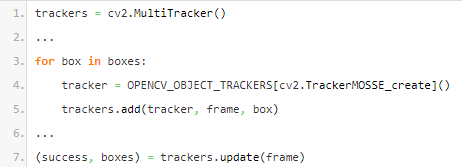 1. trackers = cv2.MultiTracker()
2. ...
3. for box in boxes:
4. tracker = OPENCV_OBJECT_TRACKERS[cv2.TrackerMOSSE_create]()
5. trackers.add(tracker, frame, box)
6. ...
7. (success, boxes) = trackers.update(frame)